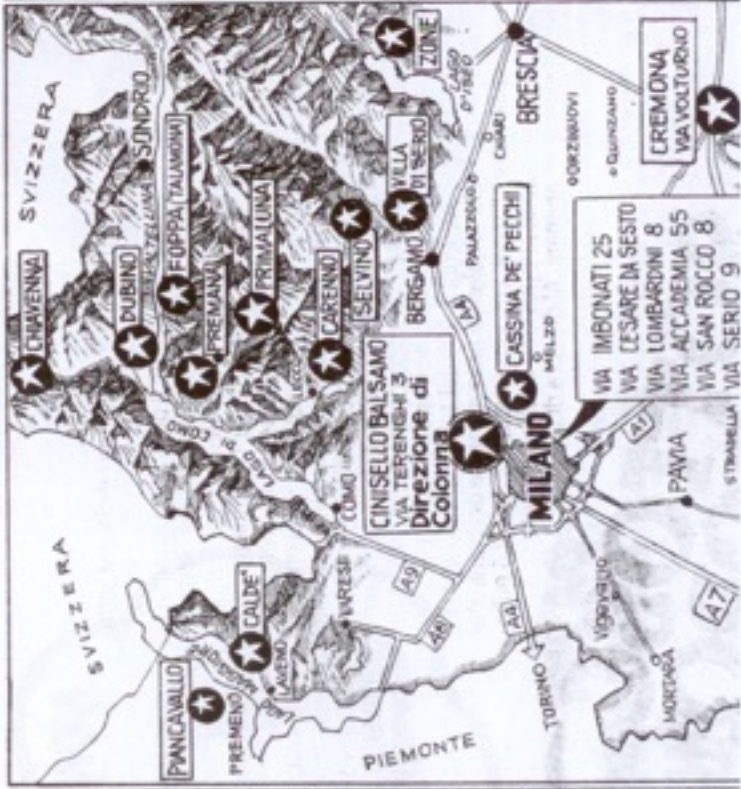 SVIZZERA
CHIAVENNA
SONDRIO
DUBINO
VALTELLINA
FOPPA (TALAMONA)
PREMANA
PRIMALUNA
ZONE
LAGO
D'ISEO
CARENNO
LECCO
SELVINO
VILLA
DI SERIO
BERGAMO
BRESCIA
CHIARI
PALAZZOLO
ORZINUOVI
QUINZANO
CREMONA
VIA VOLTURNO
SVIZZERA
LAGO DI COMO
COMO
CINISELLO BALSAMO
VIA TERENGHI 3
Direzione di
Colonna
CASSINA DE' PECCHI
MELZO
A4
MILANO
VIA IMBONATI 25
VIA CESARE DA SESTO
VIA LOMBARDINI 8
VIA ACCADEMIA 55
VIA SAN ROCCO 8
VIA SERIO 9
PIANCAVALLO
PREMENO
CALDE'
LAGO MAGGIORE
LAVENO
VARESE
A9
A8
A4
TORINO
PIEMONTE
VIGEVANO
MORTARA
A7
A1
PAVIA
STRADELLA